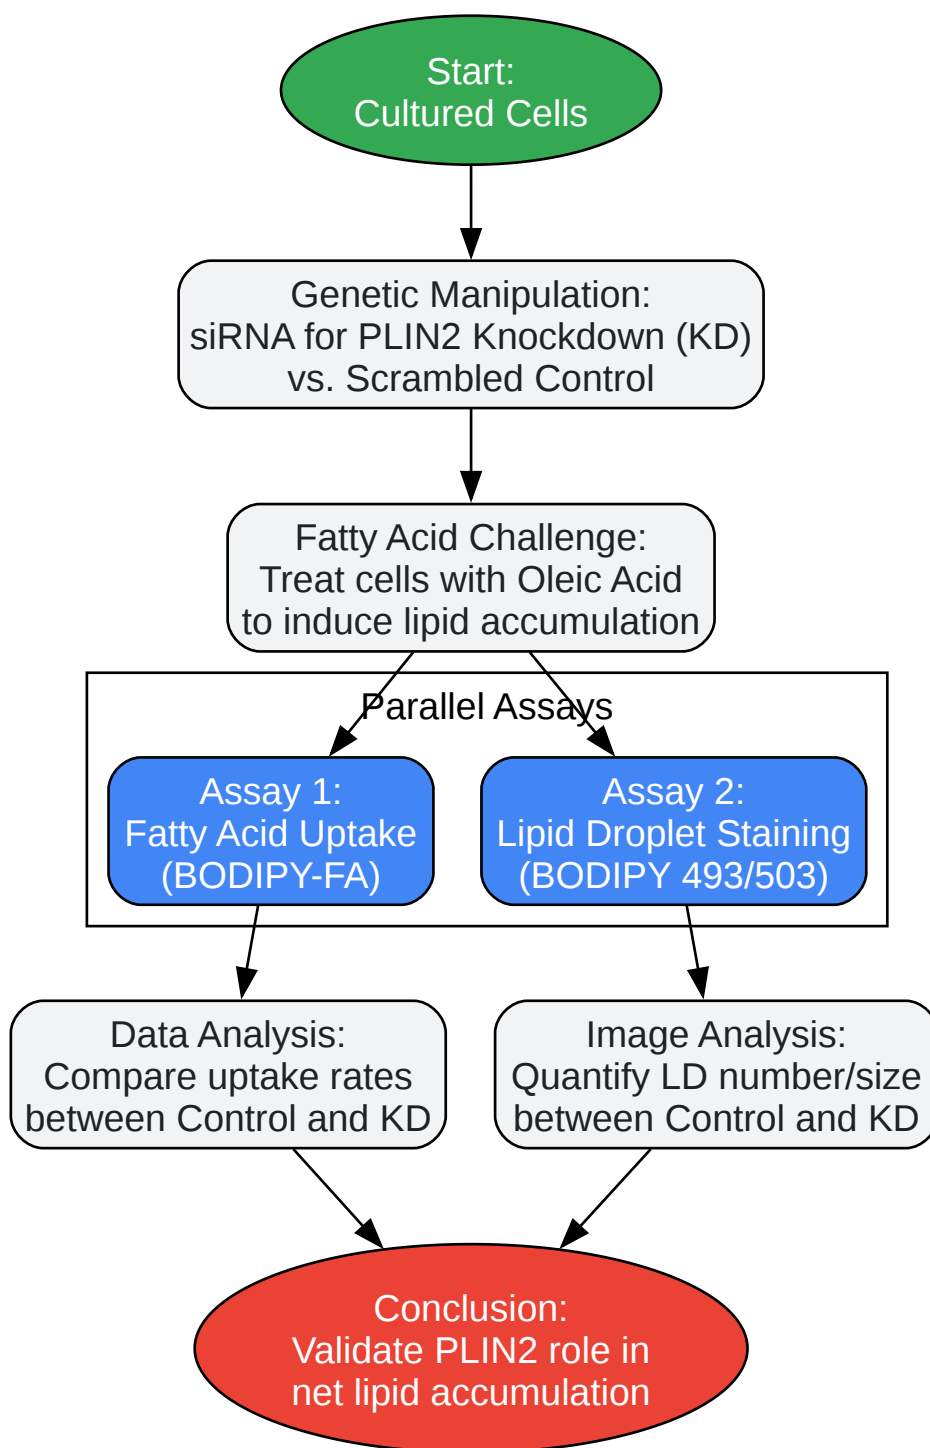 Start:
Cultured Cells
Genetic Manipulation:
siRNA for PLIN2 Knockdown (KD)
vs. Scrambled Control
Fatty Acid Challenge:
Treat cells with Oleic Acid
to induce lipid accumulation
Parallel Assays
Assay 1:
Fatty Acid Uptake
(BODIPY-FA)
Assay 2:
Lipid Droplet Staining
(BODIPY 493/503)
Data Analysis:
Compare uptake rates
between Control and KD
Image Analysis:
Quantify LD number/size
between Control and KD
Conclusion:
Validate PLIN2 role in
net lipid accumulation